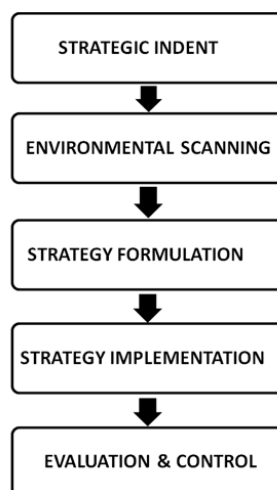 STRATEGIC INDENT
ENVIRONMENTAL SCANNING
STRATEGY FORMULATION
STRATEGY IMPLEMENTATION
EVALUATION & CONTROL